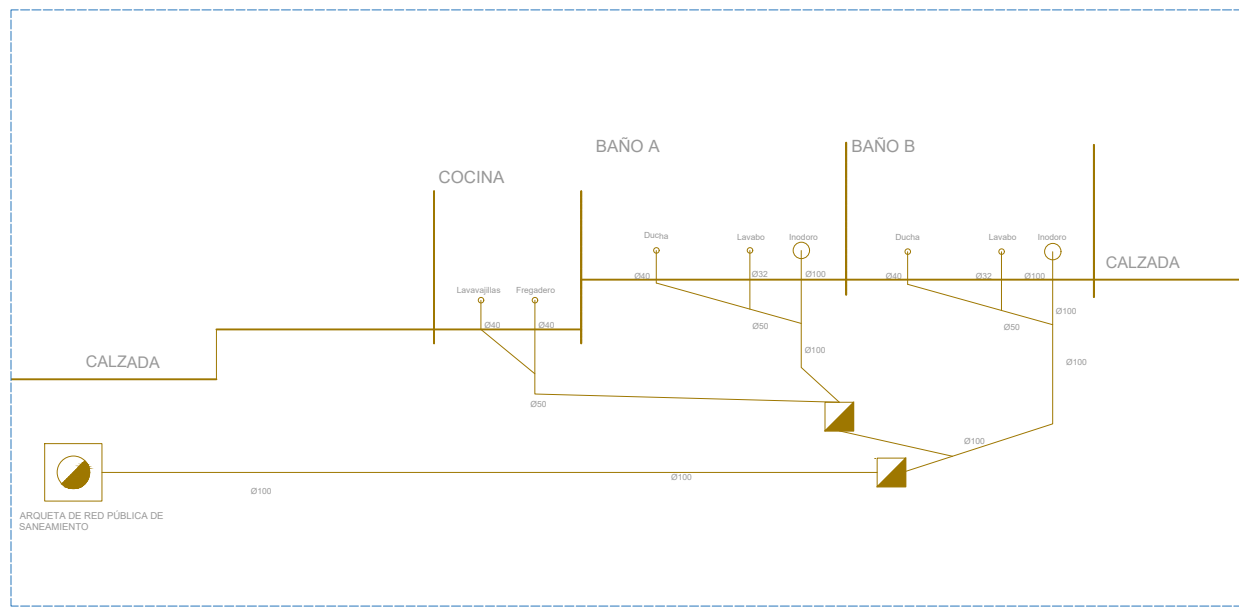 BAÑO A
BAÑO B
COCINA
Ducha
Lavabo
Inodoro
Ducha
Lavabo
Inodoro
CALZADA
Ø40
Ø32
Ø100
Ø40
Ø32
Ø100
Lavavajillas
Fregadero
Ø100
Ø40
Ø40
Ø50
Ø50
CALZADA
Ø100
Ø100
Ø50
Ø100
Ø100
Ø100
ARQUETA DE RED PÚBLICA DE
SANEAMIENTO